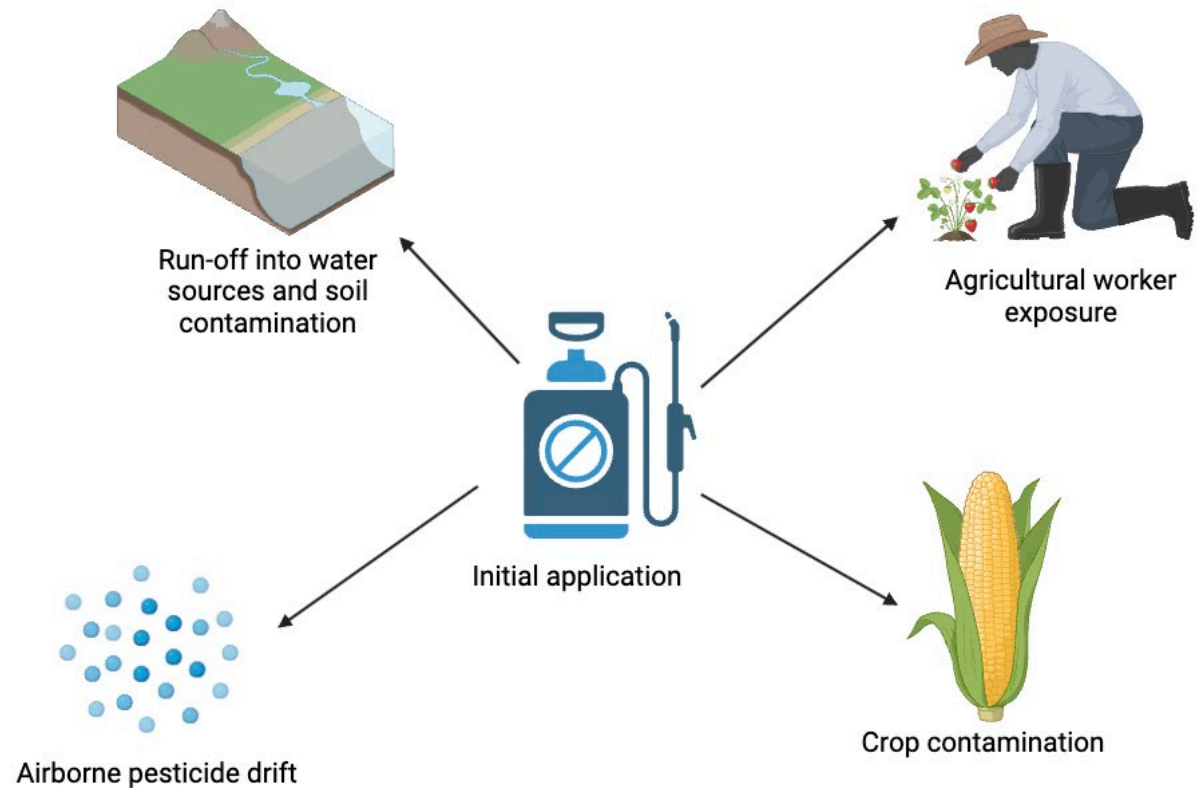 Run-off into water
sources and soil
contamination
Agricultural worker
exposure
Initial application
Airborne pesticide drift
Crop contamination